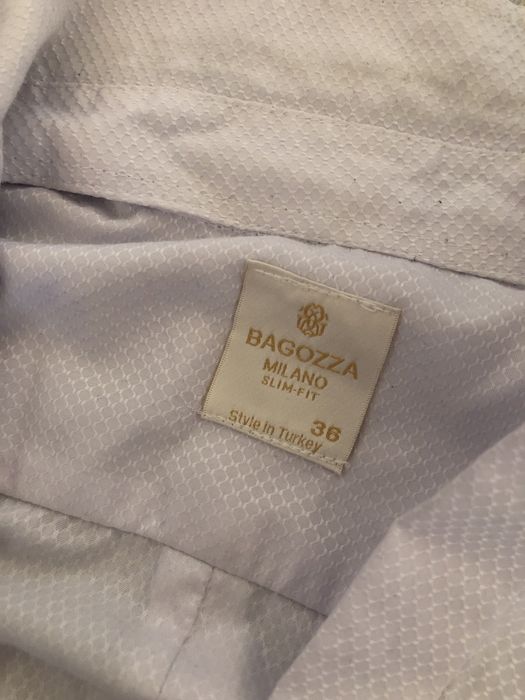 BAGOZZA
MILANO
SLIM-FIT
36
Style in Turkey